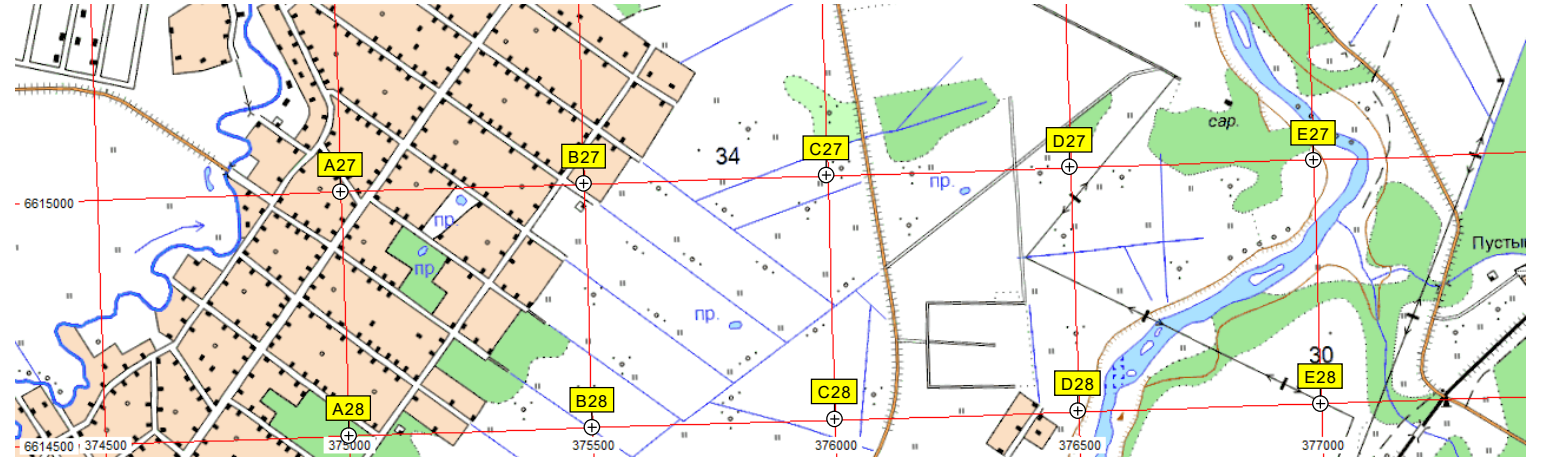 сар.
E27
D27
C27
B27
A27
34
пр.
6615000
пр.
Пусты
пр
пр.
30
E28
D28
C28
B28
A28
6614500
374500
375000
375500
376000
376500
377000